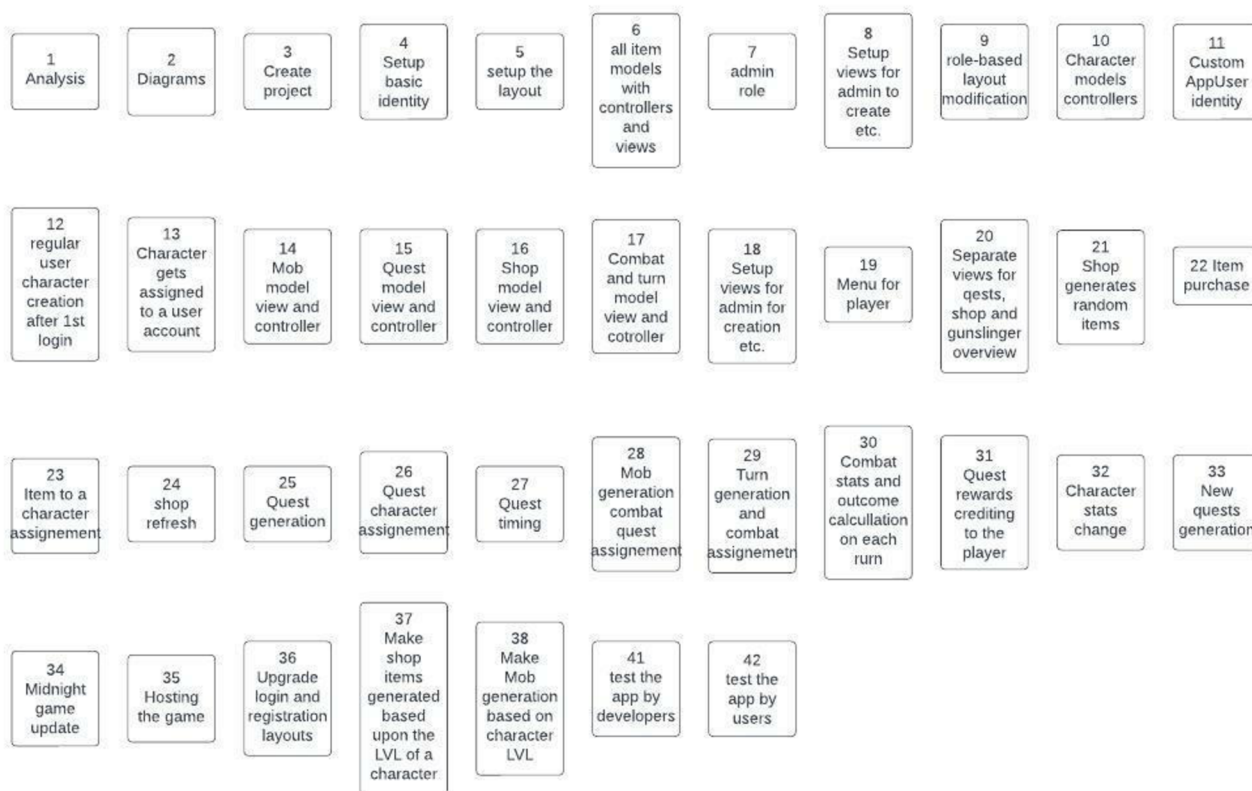 1
Analysis
2
Diagrams
3
Create
project
4
Setup
basic
identity
5
setup the
layout
6
all item
models
with
controllers
and
views
7
admin
role
8
Setup
views for
admin to
create
etc.
9
role-based
layout
modification
10
Character
models
controllers
11
Custom
AppUser
identity
12
regular
user
character
creation
after 1st
login
13
Character
gets
assigned
to a user
account
14
Mob
model
view and
controller
15
Quest
model
view and
controller
16
Shop
model
view and
controller
17
Combat
and turn
model
view and
cotroller
18
Setup
views for
admin for
creation
etc.
19
Menu for
player
20
Separate
views for
qests,
shop and
gunslinger
overview
21
Shop
generates
random
items
22 Item
purchase
23
Item to a
character
assignement
24
shop
refresh
25
Quest
generation
26
Quest
character
assignement
27
Quest
timing
28
Mob
generation
combat
quest
assignement
29
Turn
generation
and
combat
assignemetn
30
Combat
stats and
outcome
calcullation
on each
rurn
31
Quest
rewards
crediting
to the
player
32
Character
stats
change
33
New
quests
generation
34
Midnight
game
update
35
Hosting
the game
36
Upgrade
login and
registration
layouts
37
Make
shop
items
generated
based
upon the
LVL of a
character
38
Make
Mob
generation
based on
character
LVL
41
test the
app by
developers
42
test the
app by
users